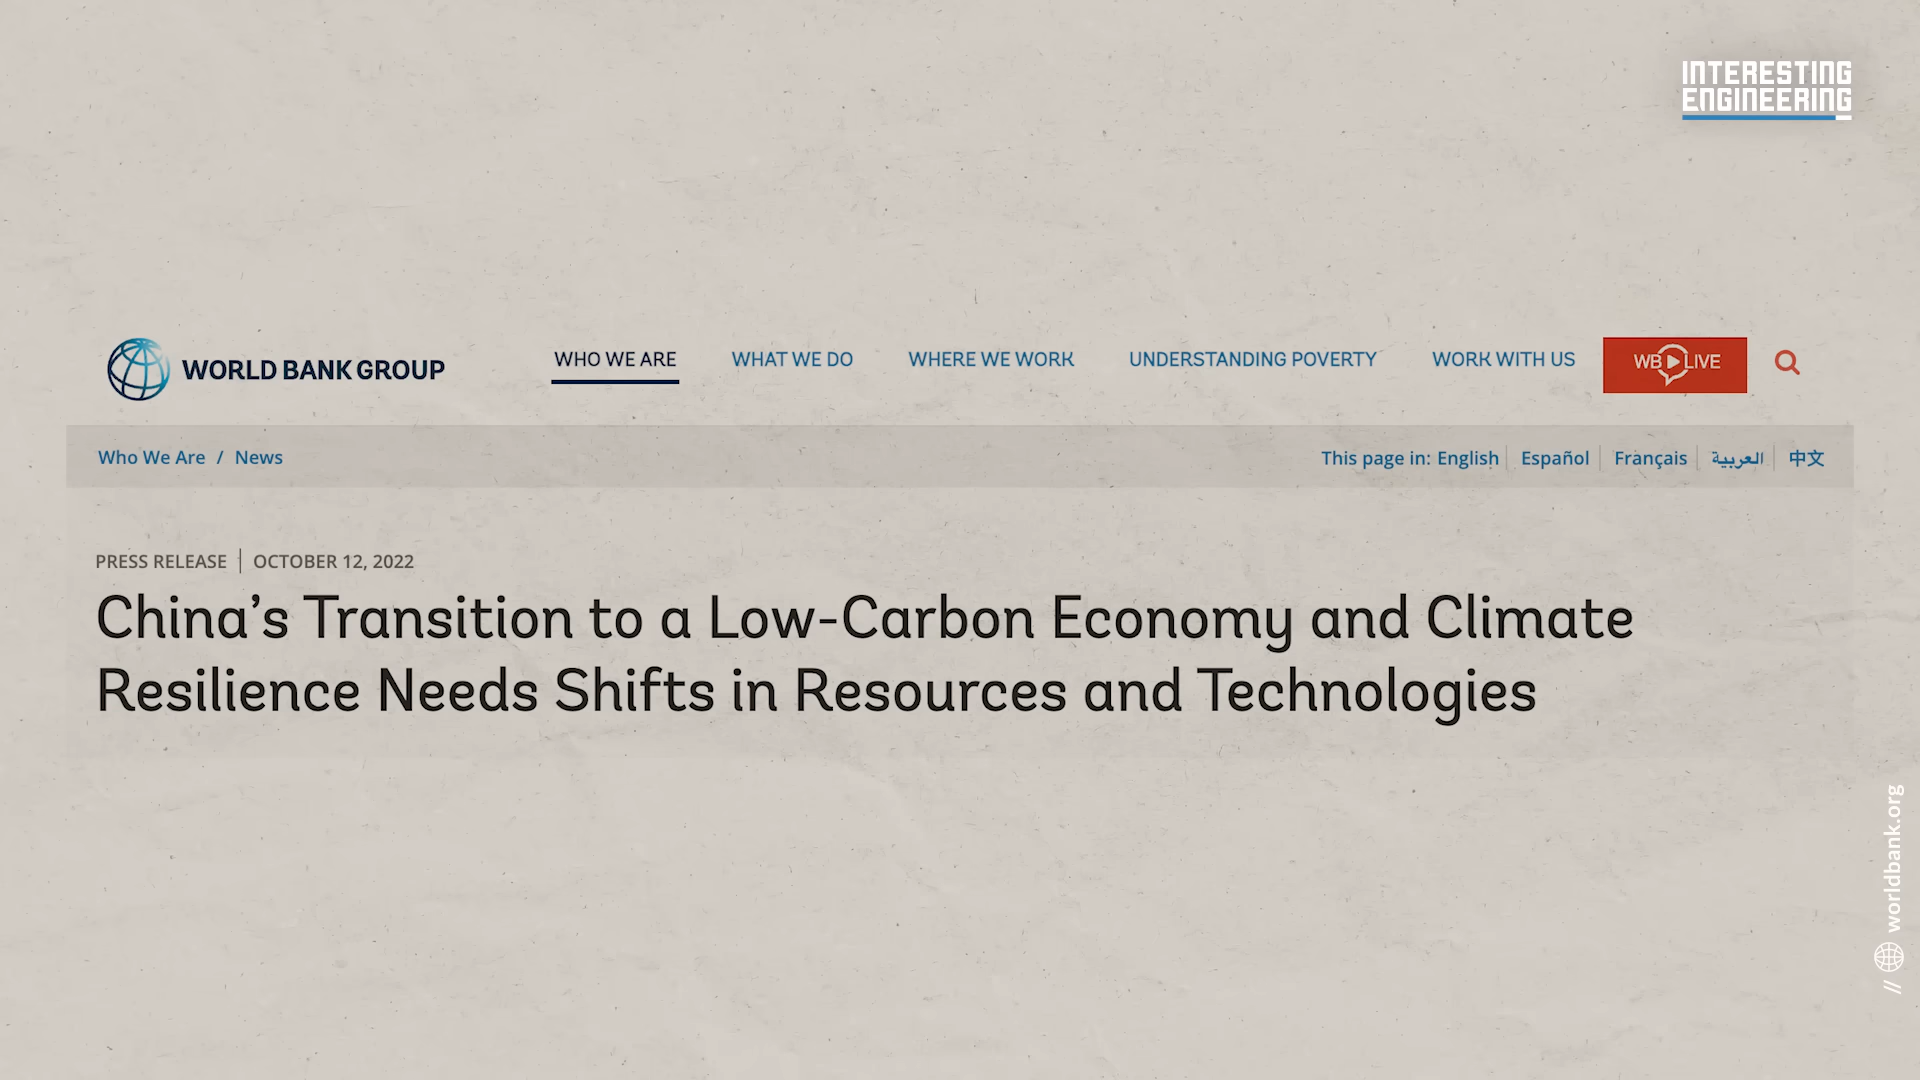 INTERESTING
ENGINEERING
WORLD BANK GROUP
WHO WE ARE
WHAT WE DO
WHERE WE WORK
UNDERSTANDING POVERTY
WORK WITH US
WB LIVE
Who We Are / News
This page in: English | Español | Français | العربية | 中文
PRESS RELEASE | OCTOBER 12, 2022
China’s Transition to a Low-Carbon Economy and Climate
Resilience Needs Shifts in Resources and Technologies
// worldbank.org